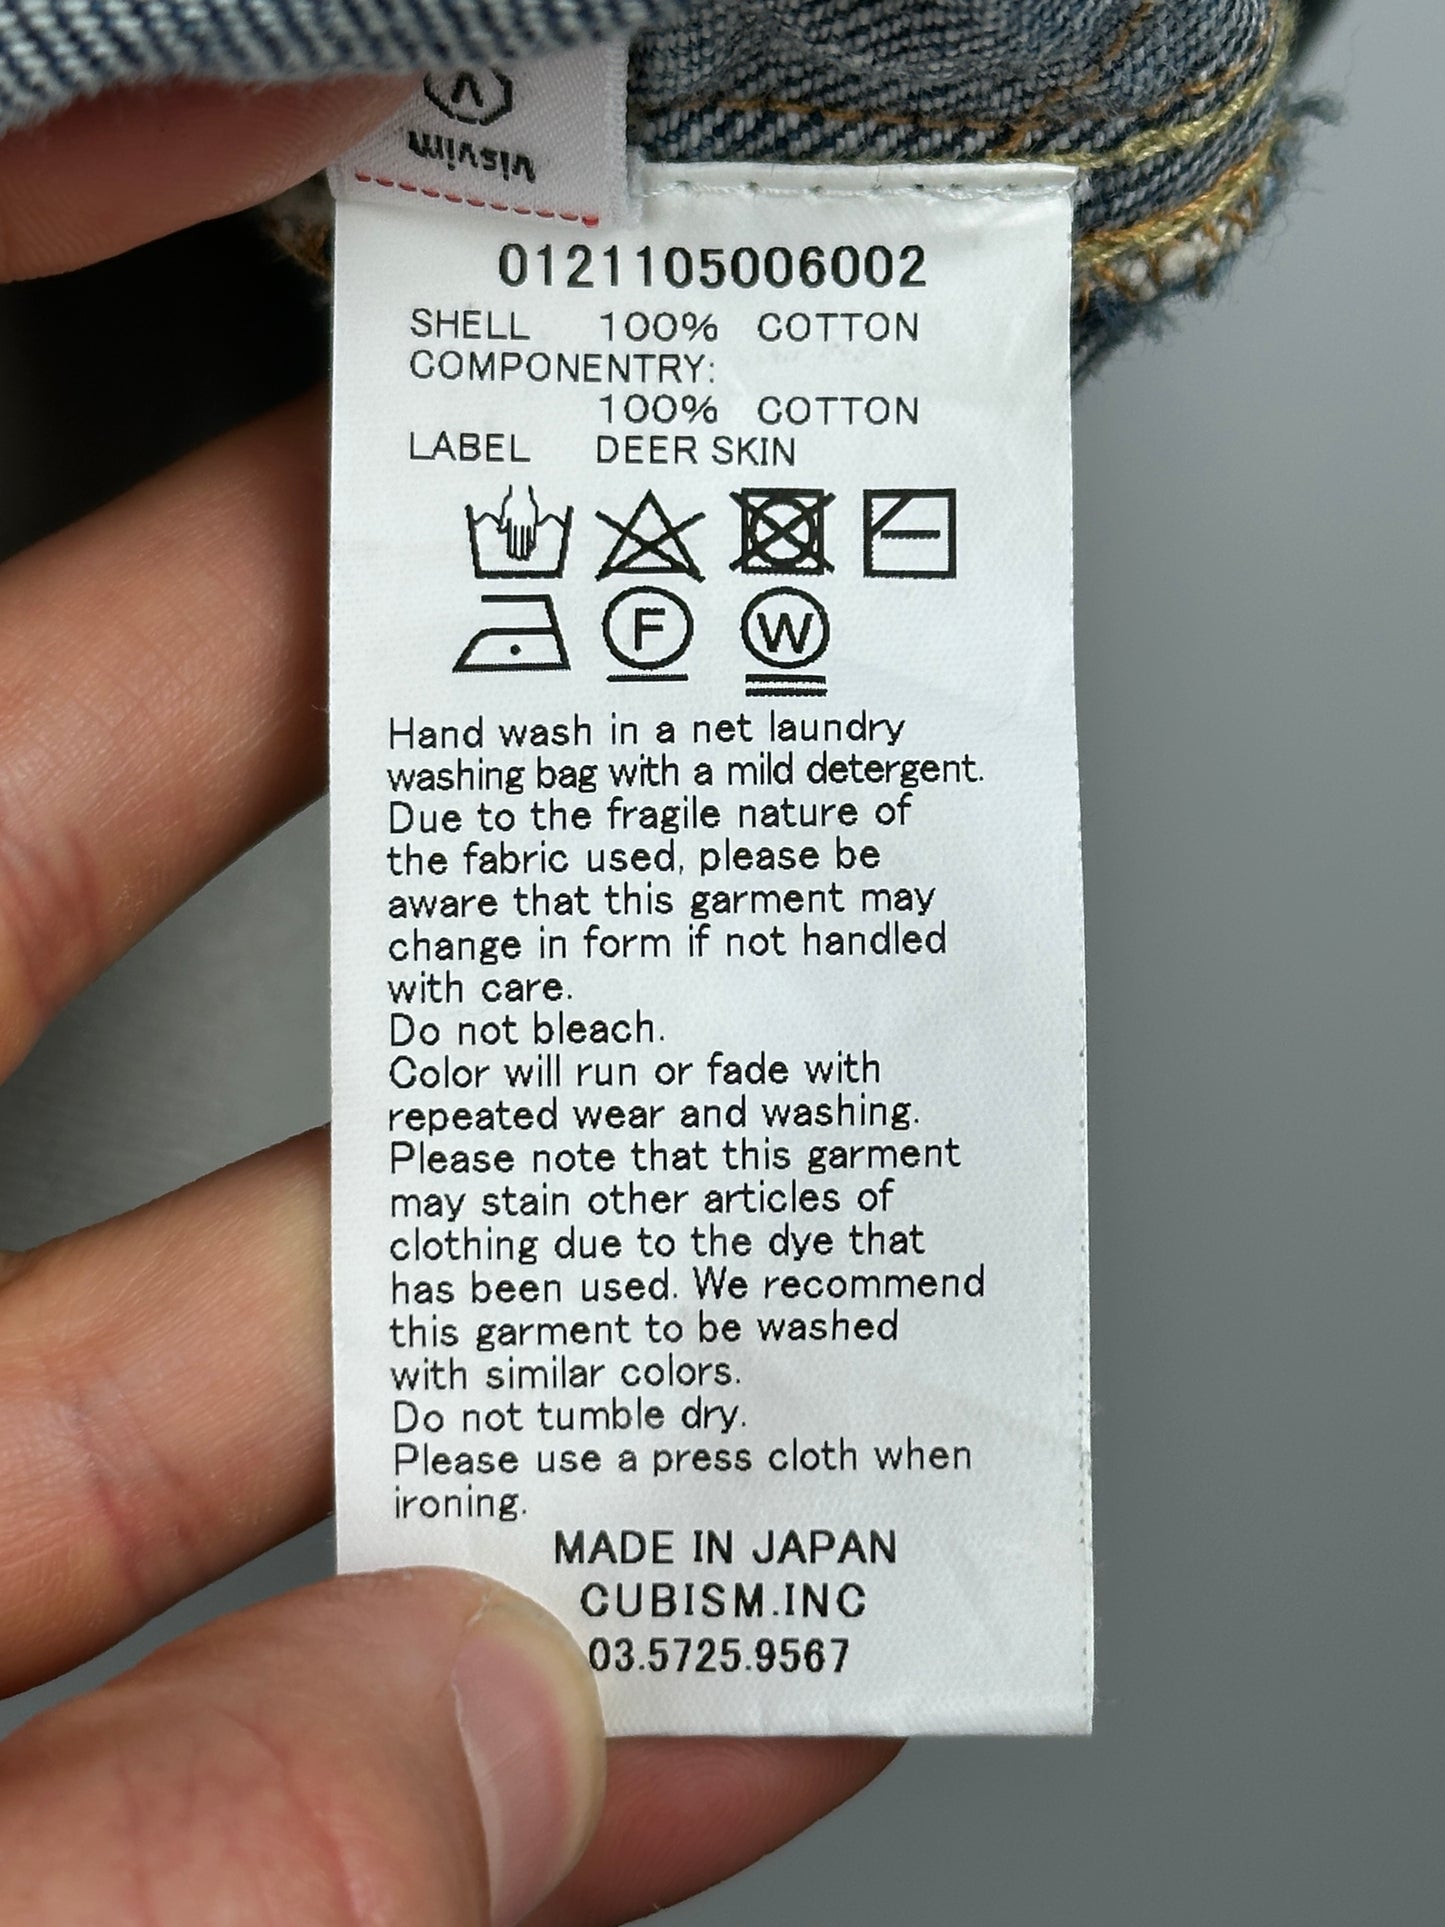 visvim
0121105006002
SHELL 100% COTTON
COMPONENTRY:
100% COTTON
LABEL DEER SKIN
F W
Hand wash in a net laundry
washing bag with a mild detergent.
Due to the fragile nature of
the fabric used, please be
aware that this garment may
change in form if not handled
with care.
Do not bleach.
Color will run or fade with
repeated wear and washing.
Please note that this garment
may stain other articles of
clothing due to the dye that
has been used. We recommend
this garment to be washed
with similar colors.
Do not tumble dry.
Please use a press cloth when
ironing.
MADE IN JAPAN
CUBISM.INC
03.5725.9567